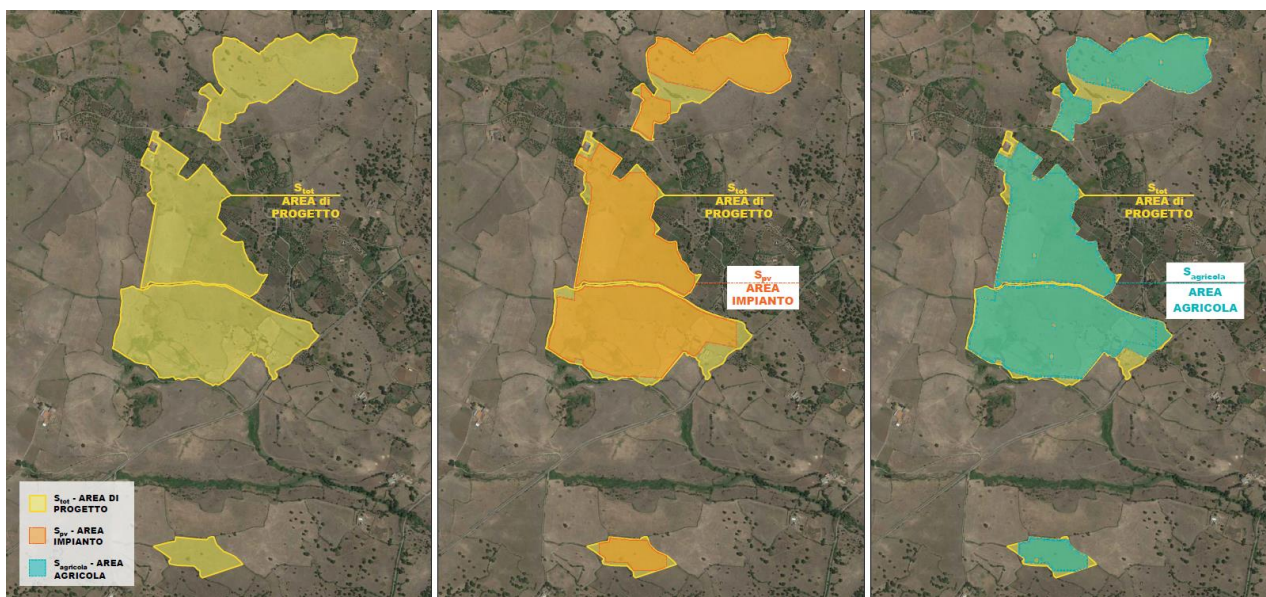 S_tot
AREA di
PROGETTO
S_tot - AREA DI
PROGETTO
S_pv - AREA
IMPIANTO
S_agricola - AREA
AGRICOLA
S_tot
AREA di
PROGETTO
S_pv
AREA
IMPIANTO
S_tot
AREA di
PROGETTO
S_agricola
AREA
AGRICOLA